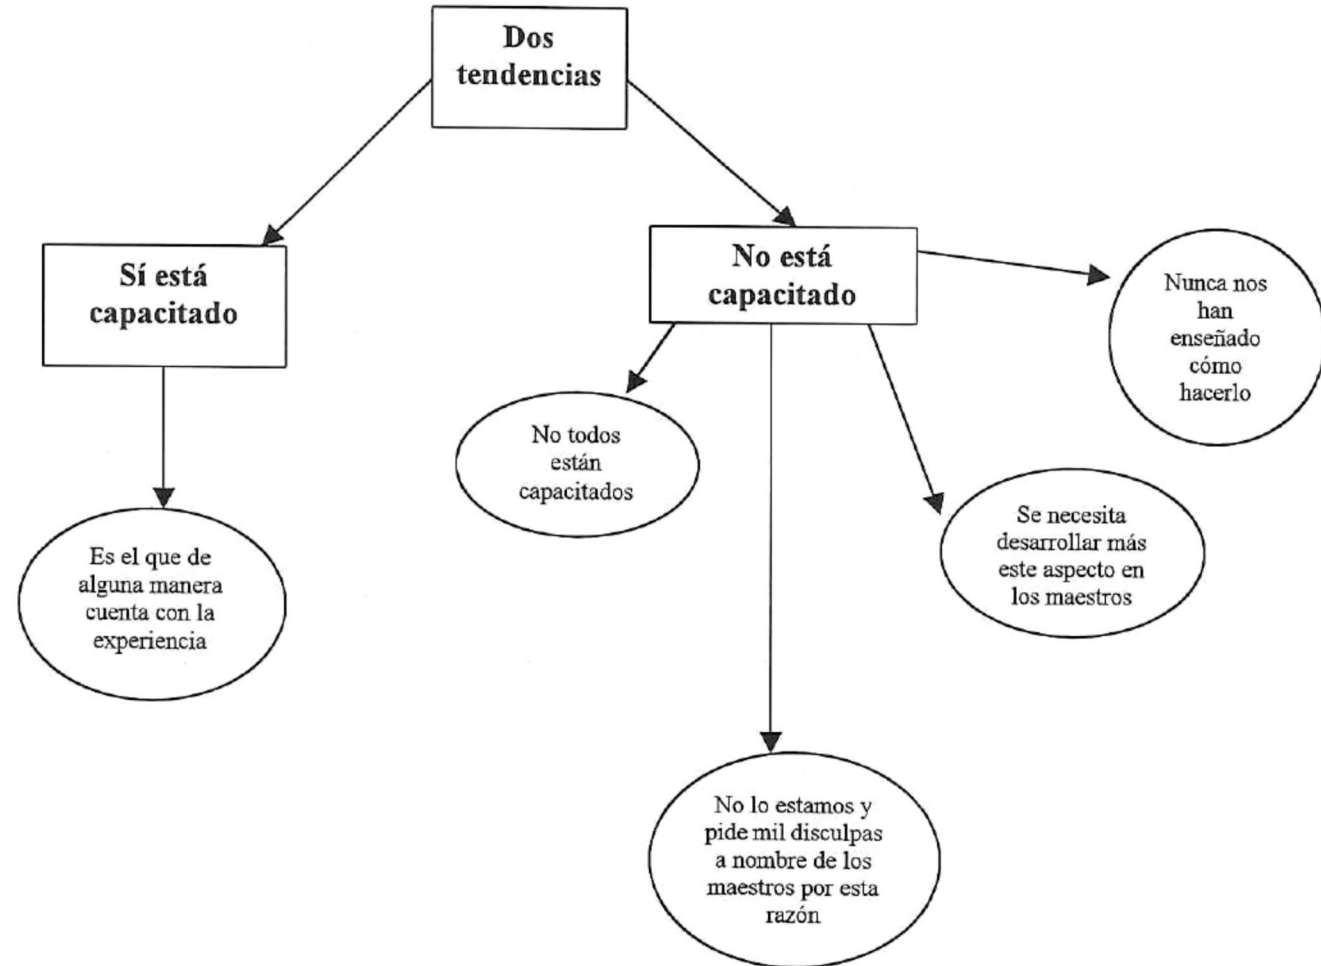 Dos
tendencias
Sí está
capacitado
No está
capacitado
Nunca nos
han
enseñado
cómo
hacerlo
No todos
están
capacitados
Se necesita
desarrollar más
este aspecto en
los maestros
Es el que de
alguna manera
cuenta con la
experiencia
No lo estamos y
pide mil disculpas
a nombre de los
maestros por esta
razón